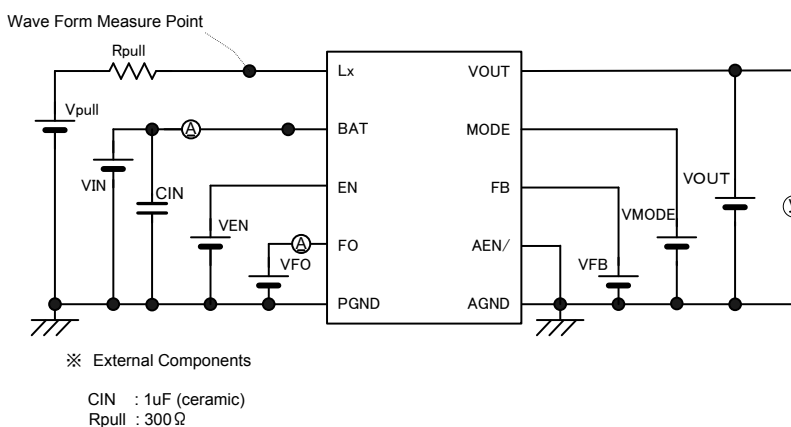 Wave Form Measure Point
Rpull
Lx
VOUT
Vpull
A
BAT
MODE
VIN
CIN
EN
FB
VOUT
VEN
VMODE
A
FO
AEN/
VFO
VFB
PGND
AGND
※ External Components
CIN : 1uF (ceramic)
Rpull : 300Ω